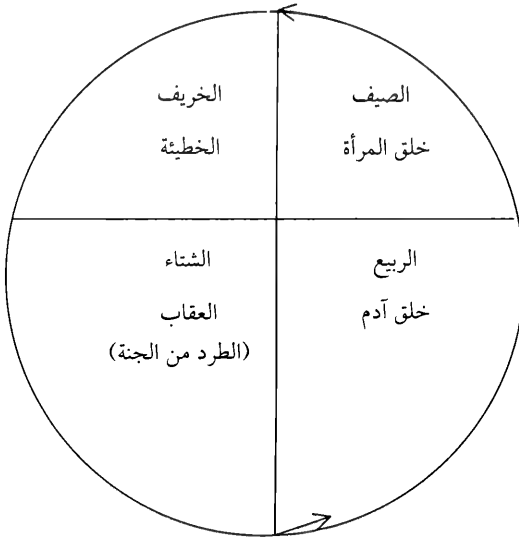 الصيف
خلق المرأة
الخريف
الخطيئة
الربيع
خلق آدم
الشتاء
العقاب
(الطرد من الجنة)